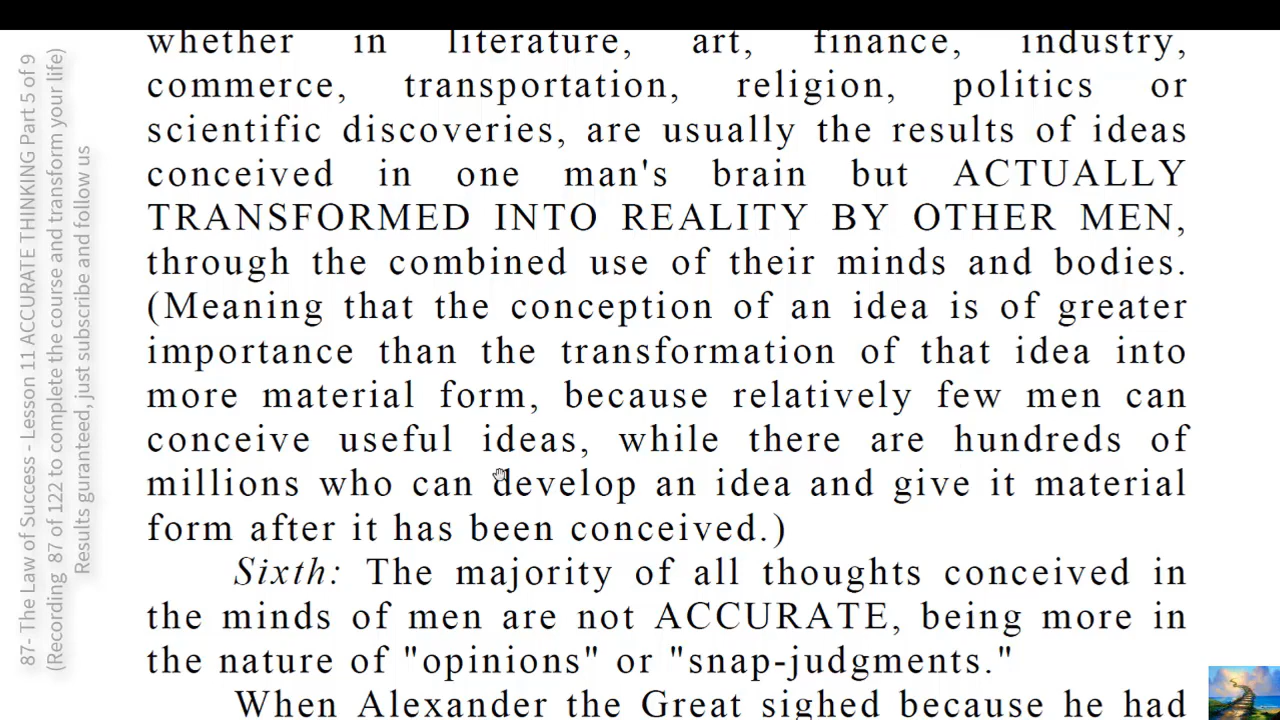 whether in literature, art, finance, industry,
commerce, transportation, religion, politics or
scientific discoveries, are usually the results of ideas
conceived in one man's brain but ACTUALLY
TRANSFORMED INTO REALITY BY OTHER MEN,
through the combined use of their minds and bodies.
(Meaning that the conception of an idea is of greater
importance than the transformation of that idea into
more material form, because relatively few men can
conceive useful ideas, while there are hundreds of
millions who can develop an idea and give it material
form after it has been conceived.)
Sixth: The majority of all thoughts conceived in
the minds of men are not ACCURATE, being more in
the nature of "opinions" or "snap-judgments."
When Alexander the Great sighed because he had
87- The Law of Success - Lesson 11 ACCURATE THINKING Part 5 of 9
(Recording 87 of 122 to complete the course and transform your life)
Results guranteed, just subscribe and follow us